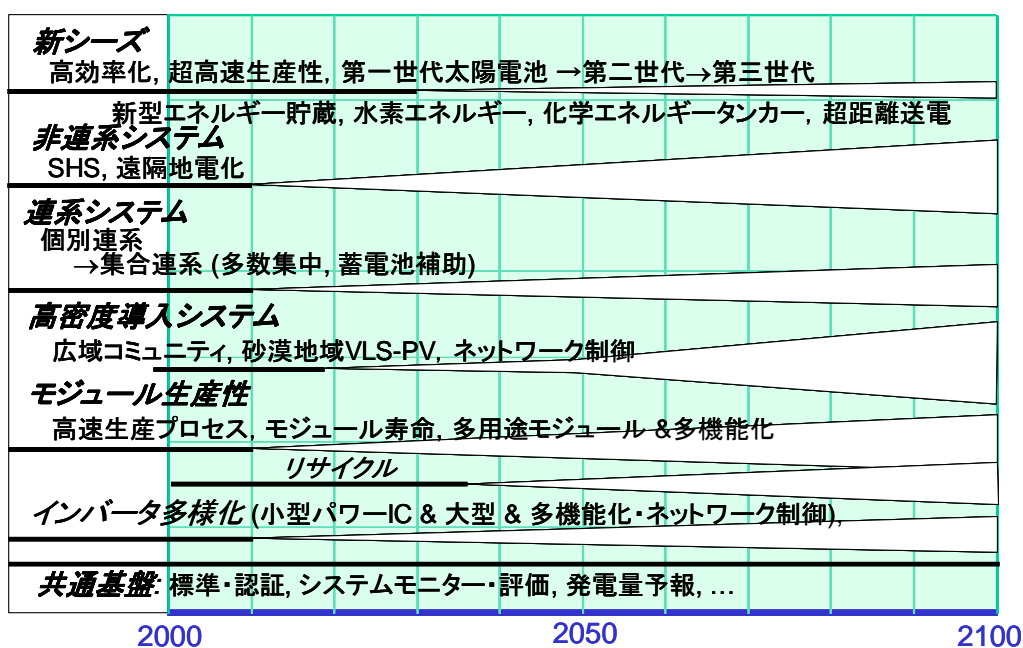 新シーズ
高効率化, 超高速生産性, 第一世代太陽電池 →第二世代→第三世代
新型エネルギー貯蔵, 水素エネルギー, 化学エネルギータンカー, 超距離送電
非連系システム
SHS, 遠隔地電化
連系システム
個別連系
→集合連系 (多数集中, 蓄電池補助)
高密度導入システム
広域コミュニティ, 砂漠地域VLS-PV, ネットワーク制御
モジュール生産性
高速生産プロセス, モジュール寿命, 多用途モジュール &多機能化
リサイクル
インバータ多様化 (小型パワーIC & 大型 & 多機能化・ネットワーク制御),
共通基盤: 標準・認証, システムモニター・評価, 発電量予報, …
2000 2050 2100